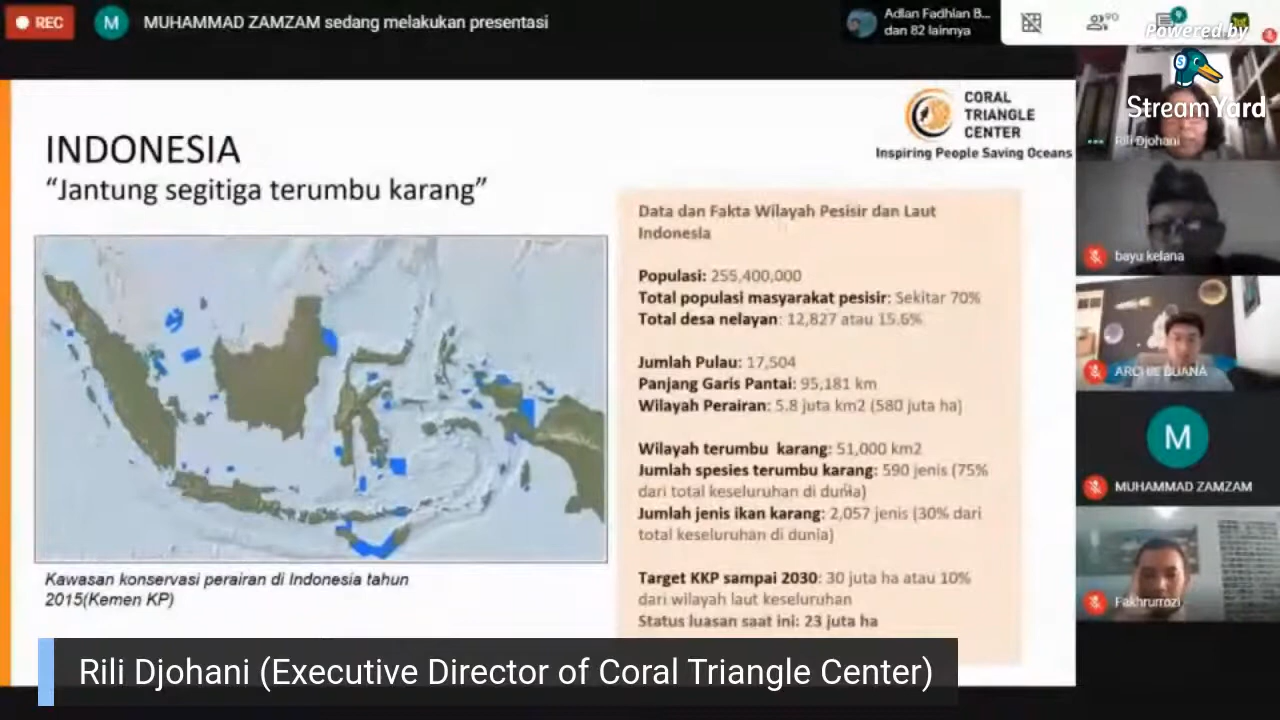 REC
M
MUHAMMAD ZAMZAM sedang melakukan presentasi
Adlan Fadhlan B...
dan 82 lainnya
90
9
Powered by
StreamYard
INDONESIA
“Jantung segitiga terumbu karang”
CORAL
TRIANGLE
CENTER
Inspiring People Saving Oceans
Data dan Fakta Wilayah Pesisir dan Laut
Indonesia
Populasi: 255,400,000
Total populasi masyarakat pesisir: Sekitar 70%
Total desa nelayan: 12,827 atau 15.6%
Jumlah Pulau: 17,504
Panjang Garis Pantai: 95,181 km
Wilayah Perairan: 5.8 juta km2 (580 juta ha)
Wilayah terumbu karang: 51,000 km2
Jumlah spesies terumbu karang: 590 jenis (75%
dari total keseluruhan di dunia)
Jumlah jenis ikan karang: 2,057 jenis (30% dari
total keseluruhan di dunia)
Target KKP sampai 2030: 30 juta ha atau 10%
dari wilayah laut keseluruhan
Status luasan saat ini: 23 juta ha
Kawasan konservasi perairan di Indonesia tahun
2015(Kemen KP)
Rili Djohani
bayu kelana
ARCHIE BUANA
M
MUHAMMAD ZAMZAM
Fakhrurrozi
Rili Djohani (Executive Director of Coral Triangle Center)